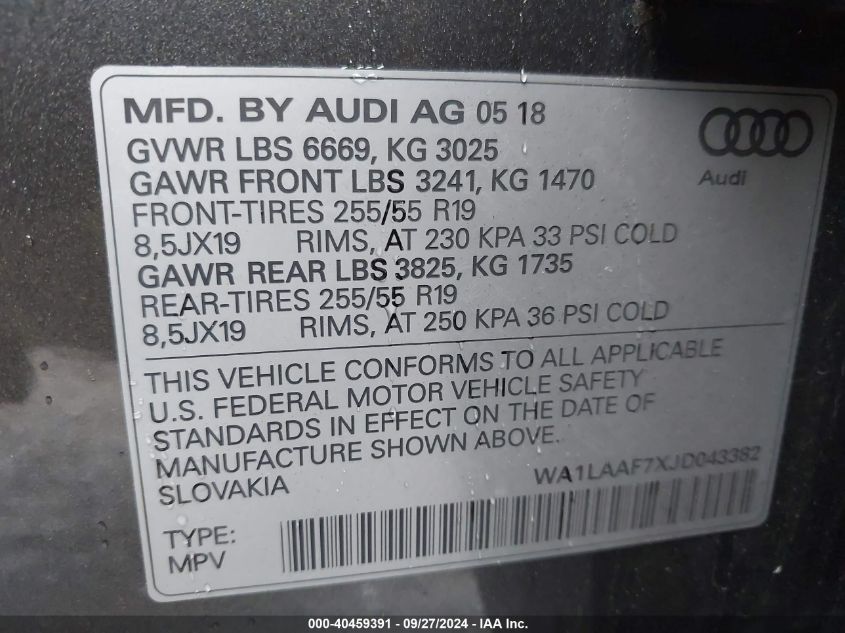 MFD. BY AUDI AG 05 18
GVWR LBS 6669, KG 3025
GAWR FRONT LBS 3241, KG 1470
FRONT-TIRES 255/55 R19
8,5JX19 RIMS, AT 230 KPA 33 PSI COLD
GAWR REAR LBS 3825, KG 1735
REAR-TIRES 255/55 R19
8,5JX19 RIMS, AT 250 KPA 36 PSI COLD
Audi
THIS VEHICLE CONFORMS TO ALL APPLICABLE
U.S. FEDERAL MOTOR VEHICLE SAFETY
STANDARDS IN EFFECT ON THE DATE OF
MANUFACTURE SHOWN ABOVE.
SLOVAKIA
WA1LAAF7XJD043382
TYPE:
MPV
000-40459391 - 09/27/2024 - IAAI Inc.